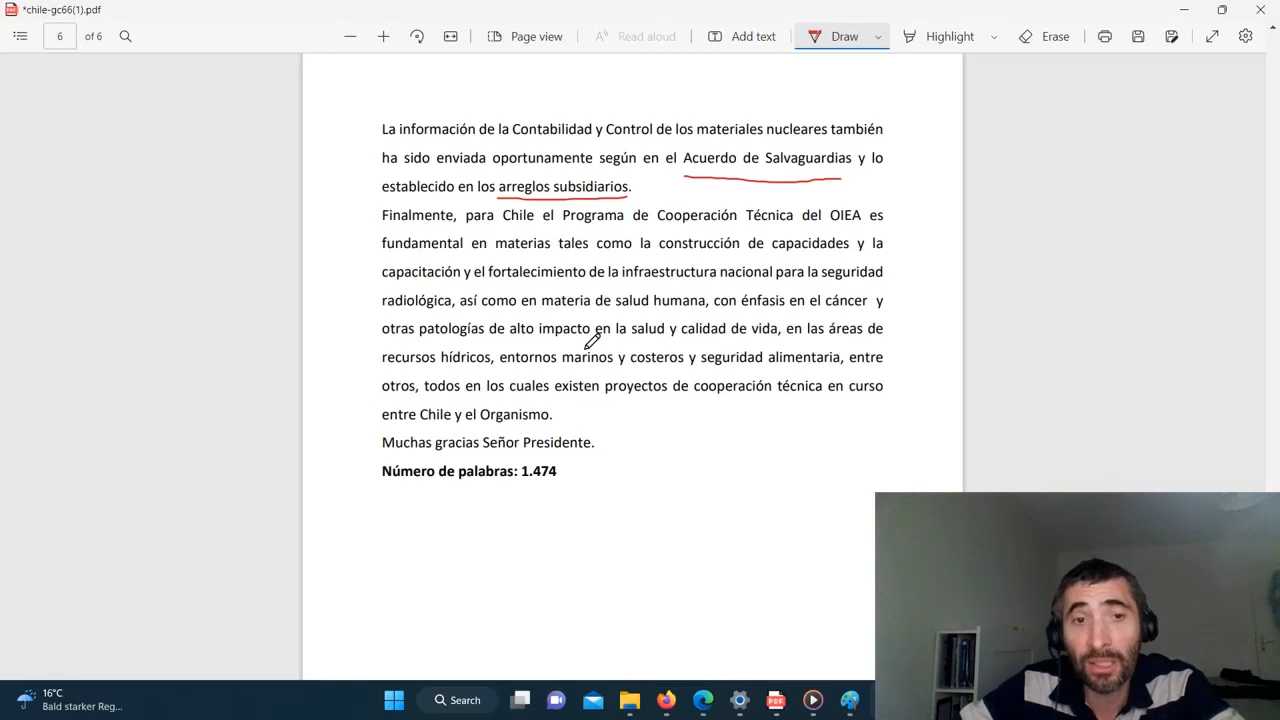 *chile-gc66(1).pdf
6 of 6
Page view
Read aloud
Add text
Draw
Highlight
Erase
La información de la Contabilidad y Control de los materiales nucleares también
ha sido enviada oportunamente según en el Acuerdo de Salvaguardias y lo
establecido en los arreglos subsidiarios.
Finalmente, para Chile el Programa de Cooperación Técnica del OIEA es
fundamental en materias tales como la construcción de capacidades y la
capacitación y el fortalecimiento de la infraestructura nacional para la seguridad
radiológica, así como en materia de salud humana, con énfasis en el cáncer y
otras patologías de alto impacto en la salud y calidad de vida, en las áreas de
recursos hídricos, entornos marinos y costeros y seguridad alimentaria, entre
otros, todos en los cuales existen proyectos de cooperación técnica en curso
entre Chile y el Organismo.
Muchas gracias Señor Presidente.
Número de palabras: 1.474
16°C
Bald starker Reg...
Search
PDF